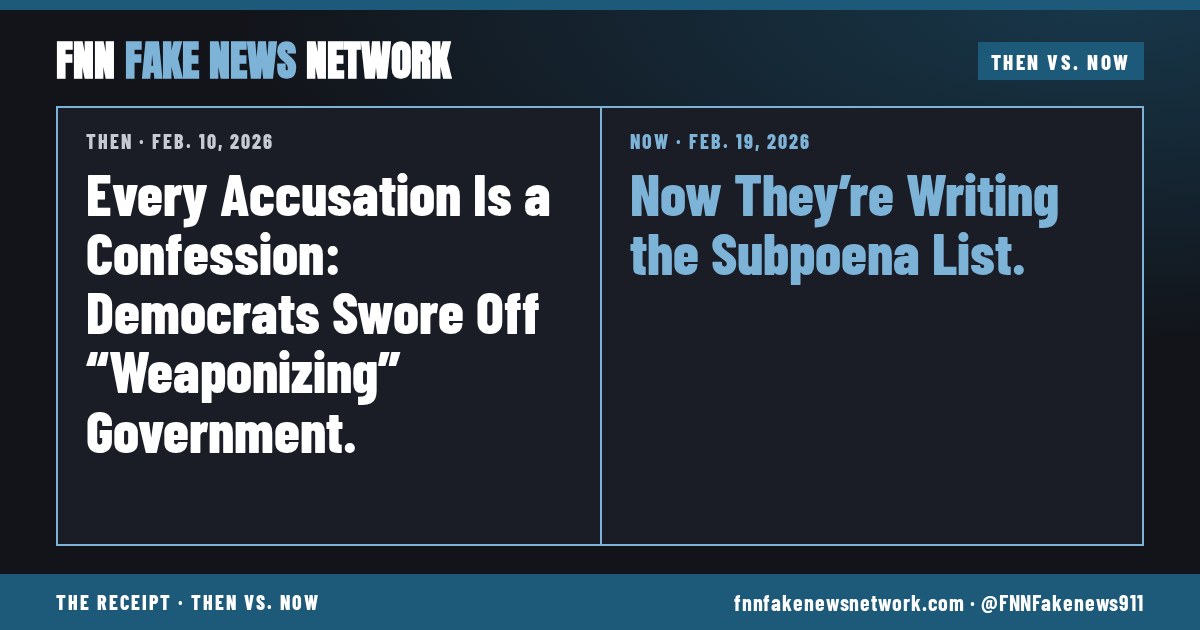 FNN FAKE NEWS NETWORK
THEN VS. NOW
THEN · FEB. 10, 2026
Every Accusation Is a
Confession:
Democrats Swore Off
“Weaponizing”
Government.
NOW · FEB. 19, 2026
Now They’re Writing
the Subpoena List.
THE RECEIPT · THEN VS. NOW
fnnfakenewsnetwork.com · @FNNFakenews911